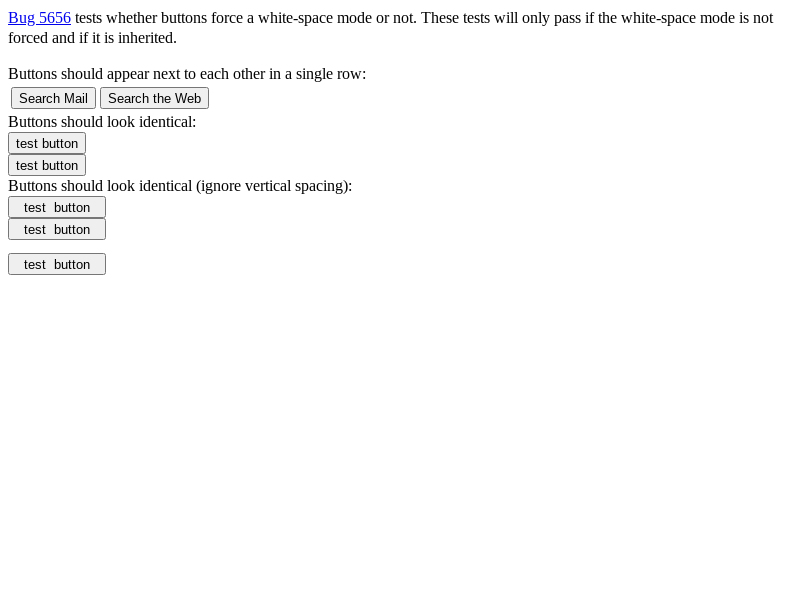 Bug 5656 tests whether buttons force a white-space mode or not. These tests will only pass if the white-space mode is not
forced and if it is inherited.
Buttons should appear next to each other in a single row:
Search Mail Search the Web
Buttons should look identical:
test button
test button
Buttons should look identical (ignore vertical spacing):
test  button
test  button
test  button